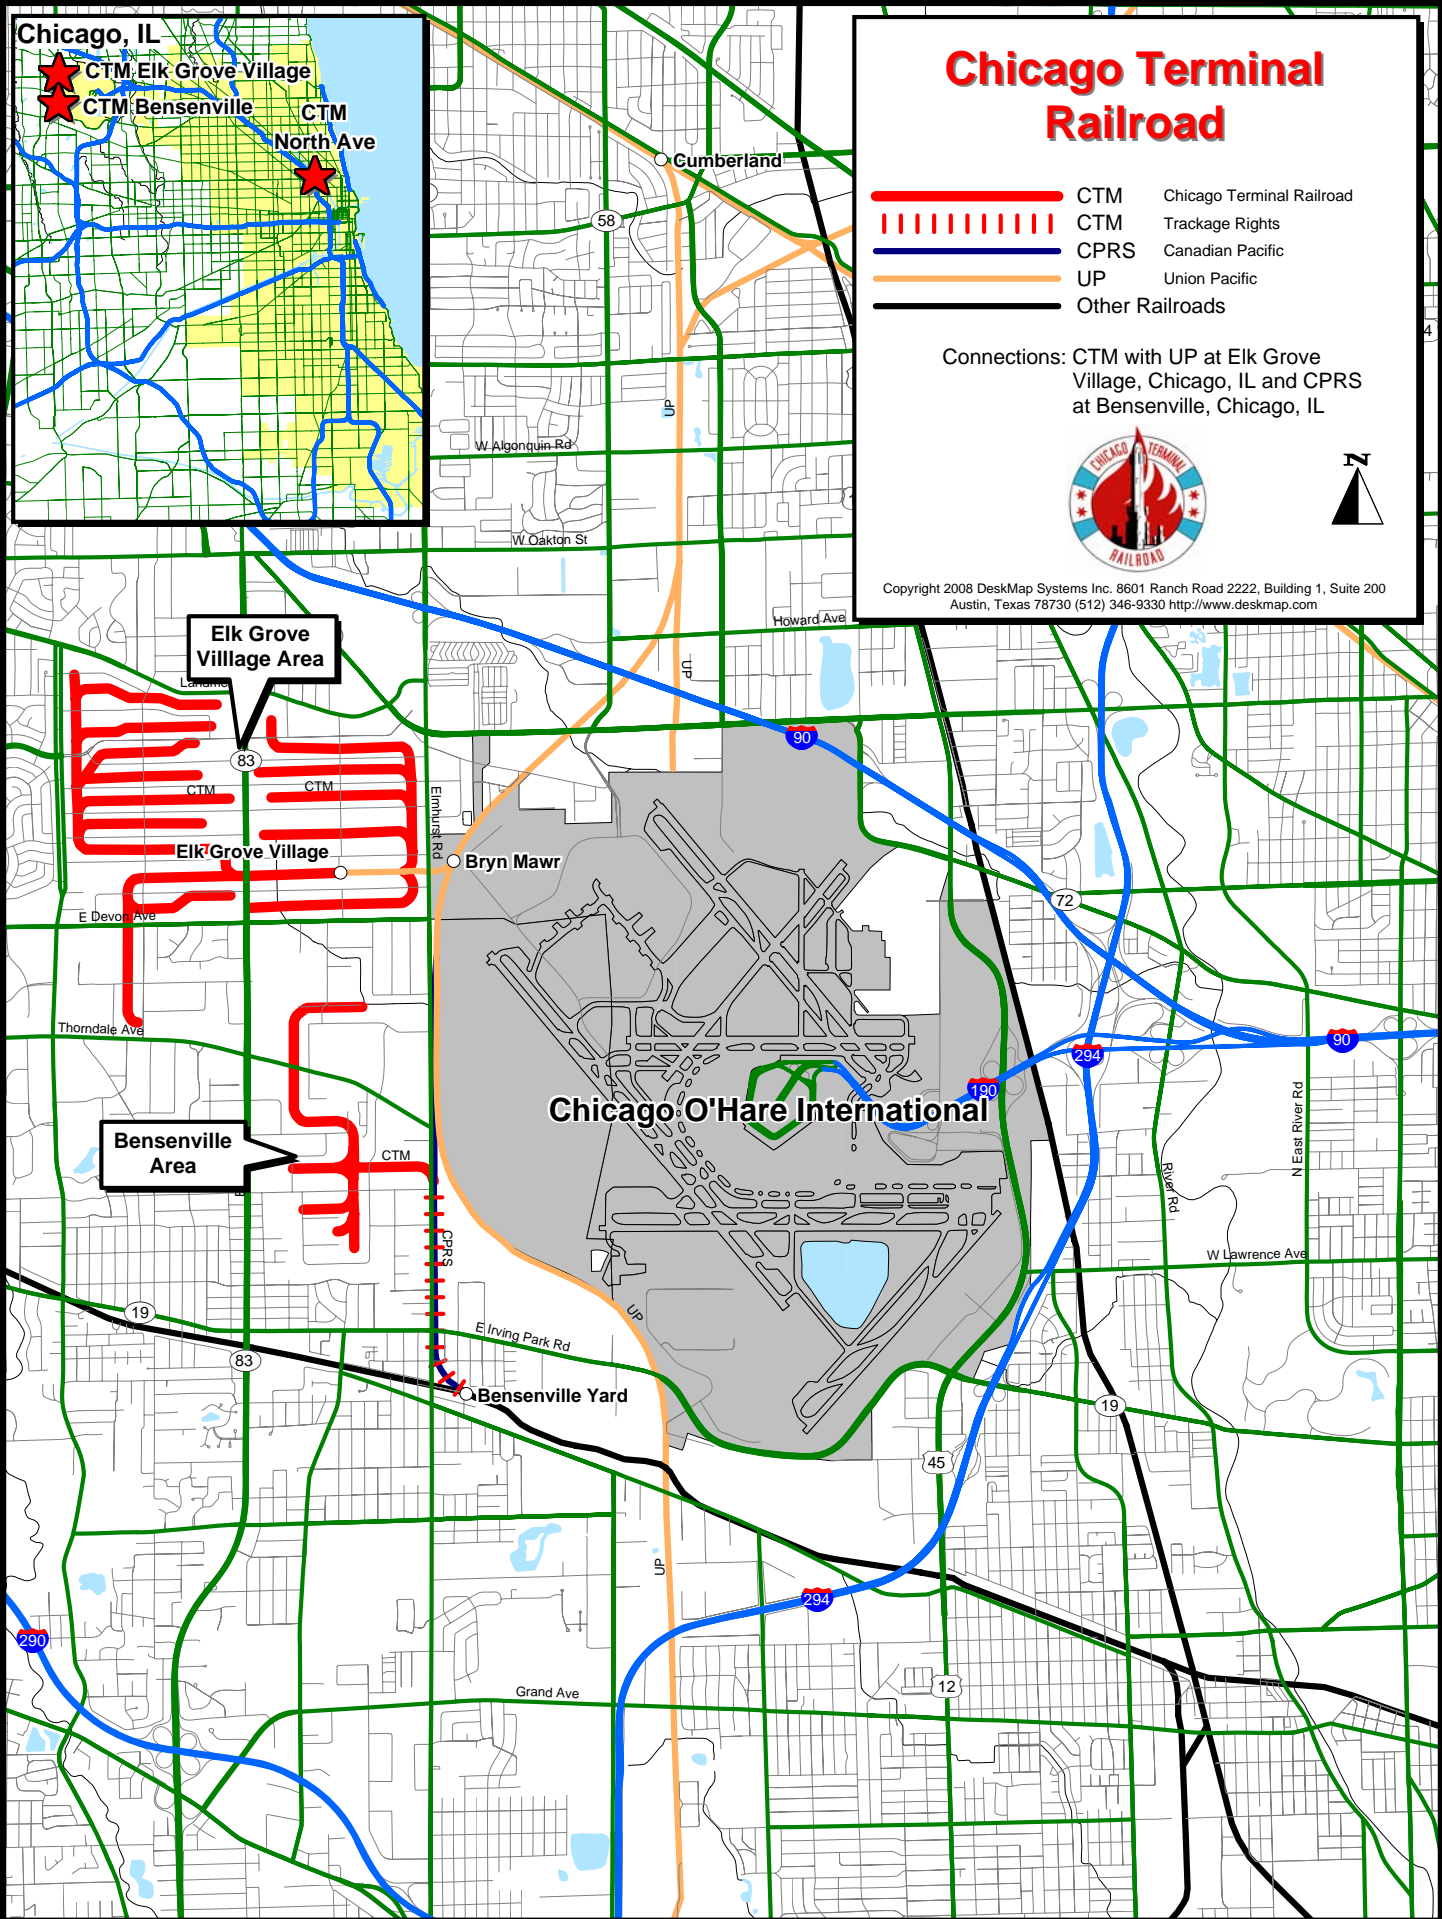 Chicago, IL
CTM Elk Grove Village
CTM Bensenville
CTM
North Ave
Chicago Terminal
Railroad
CTM Chicago Terminal Railroad
CTM Trackage Rights
CPRS Canadian Pacific
UP Union Pacific
Other Railroads
Connections: CTM with UP at Elk Grove
Village, Chicago, IL and CPRS
at Bensenville, Chicago, IL
CHICAGO TERMINAL
RAILROAD
N
Copyright 2008 DeskMap Systems Inc. 8601 Ranch Road 2222, Building 1, Suite 200
Austin, Texas 78730 (512) 346-9330 http://www.deskmap.com
Cumberland
58
4
UP
W Algonquin Rd
W Oakton St
Howard Ave
UP
Elk Grove
Villlage Area
90
83
CTM
CTM
Elmhurst Rd
Elk Grove Village
Bryn Mawr
72
E Devon Ave
Thorndale Ave
90
294
190
Chicago O'Hare International
N East River Rd
Bensenville
Area
CTM
River Rd
CPRS
W Lawrence Ave
19
UP
E Irving Park Rd
83
Bensenville Yard
19
45
UP
294
290
12
Grand Ave